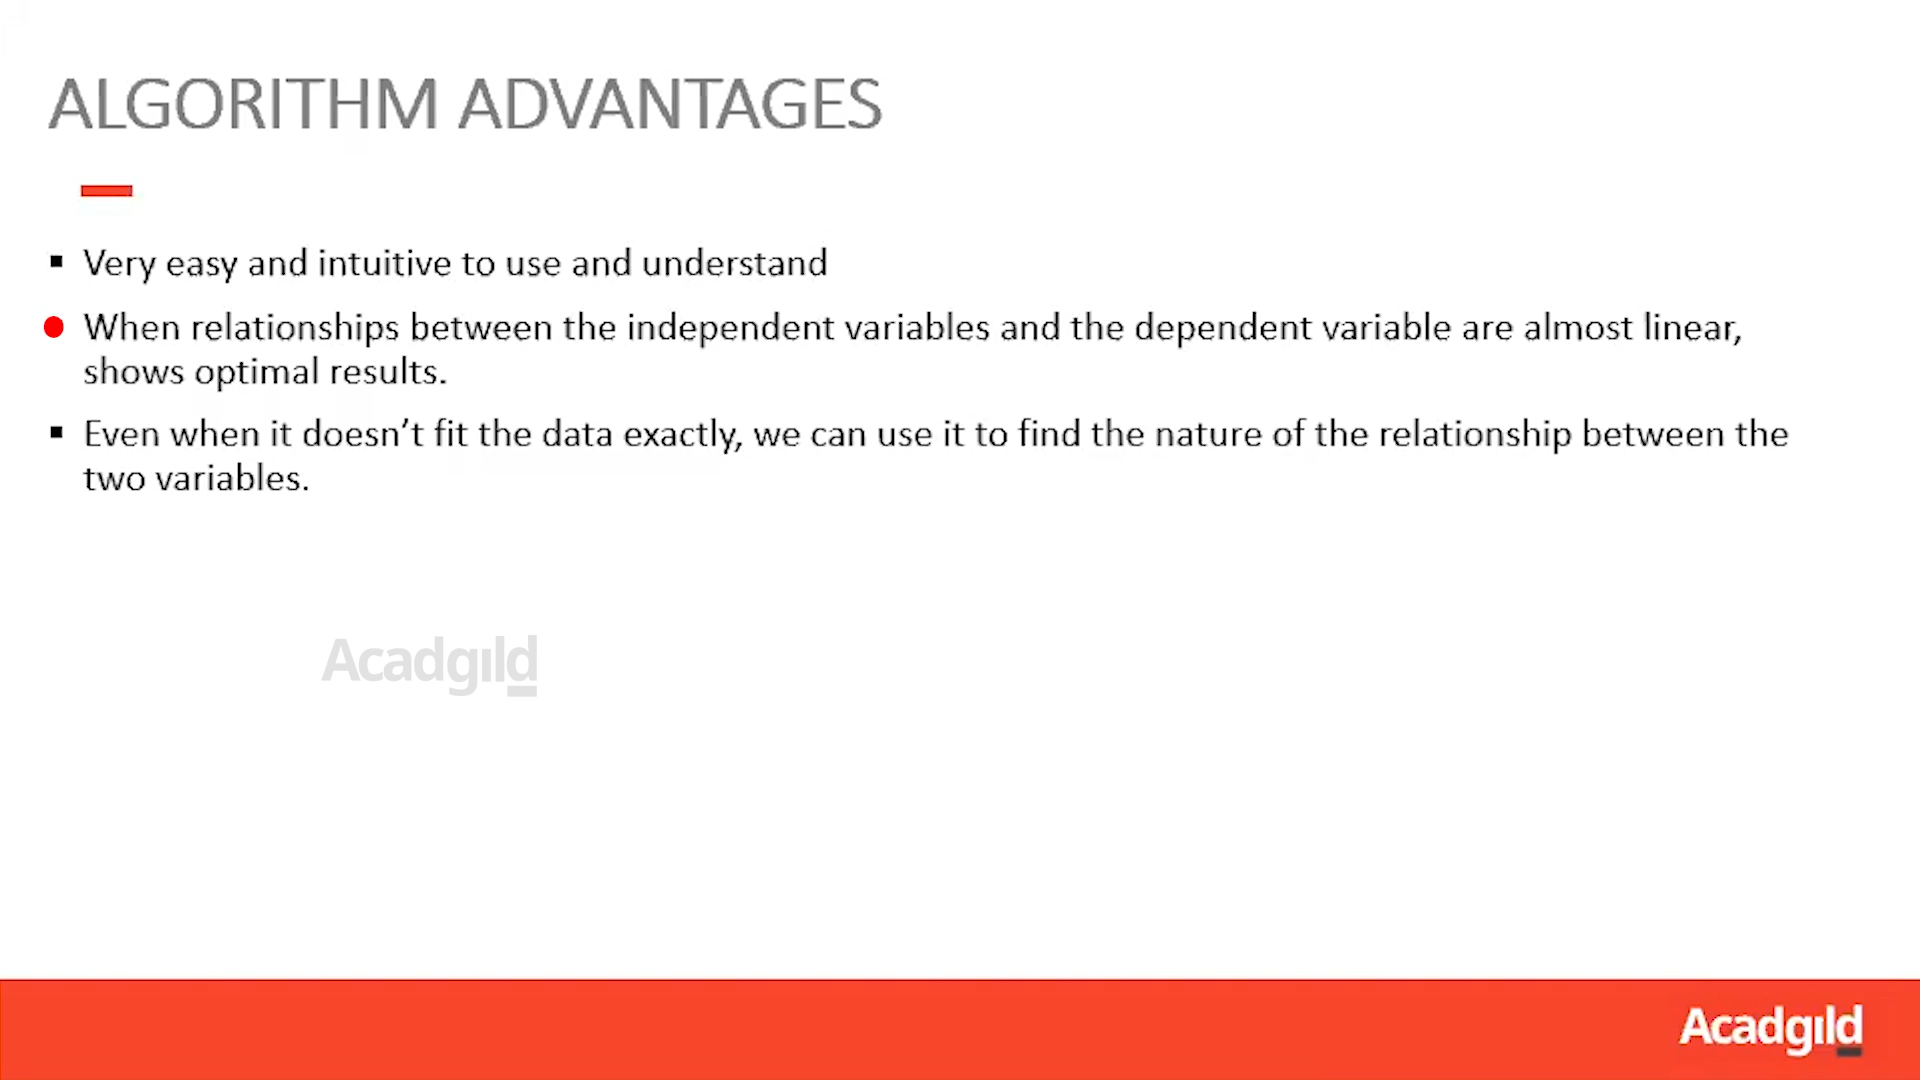 ALGORITHM ADVANTAGES
▪ Very easy and intuitive to use and understand
When relationships between the independent variables and the dependent variable are almost linear,
shows optimal results.
▪ Even when it doesn’t fit the data exactly, we can use it to find the nature of the relationship between the
two variables.
Acadgıld
Acadgıld